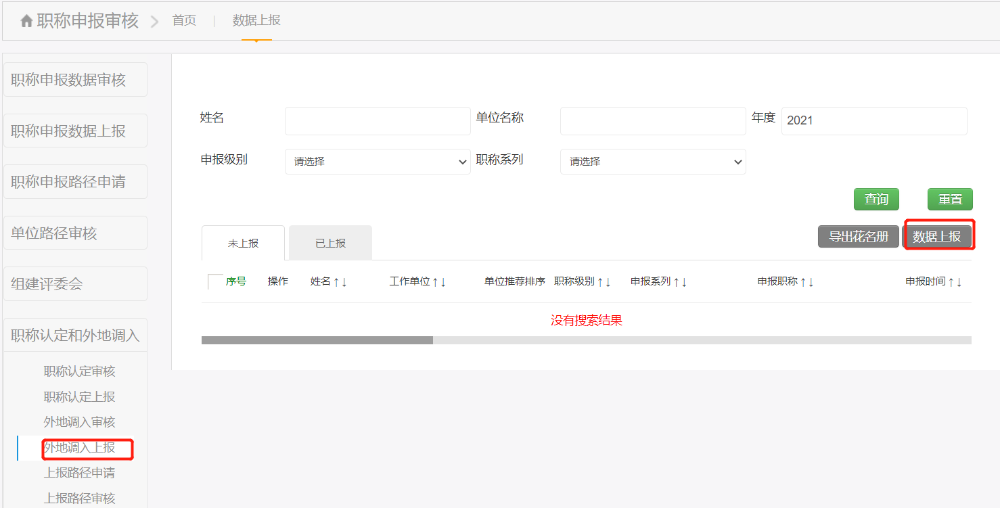 职称申报审核 首页 数据上报
职称申报数据审核
职称申报数据上报
职称申报路径申请
单位路径审核
组建评委会
职称认定和外地调入
职称认定审核
职称认定上报
外地调入审核
外地调入上报
上报路径申请
上报路径审核
姓名 单位名称 年度 2021
申报级别 请选择 职称系列 请选择
查询 重置
未上报 已上报 导出花名册 数据上报
序号 操作 姓名↑↓ 工作单位↑↓ 单位推荐排序 职称级别↑↓ 申报系列↑↓ 申报职称↑↓ 申报时间↑↓
没有搜索结果